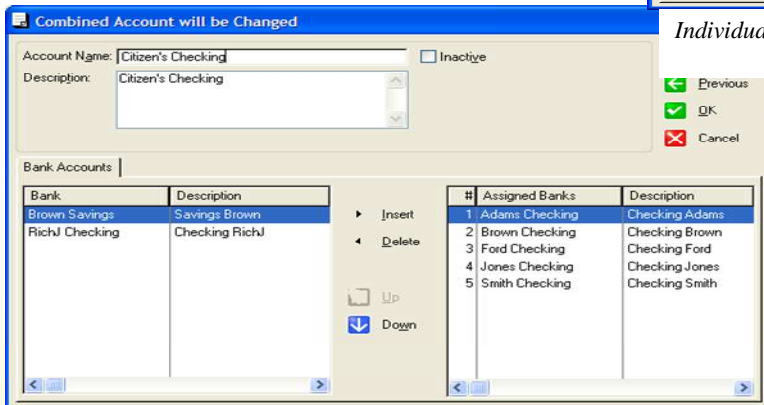 Combined Account will be Changed
Individua
Account Name: Citizen's Checking
Inactive
Description: Citizen's Checking
Previous
OK
Cancel
Bank Accounts
Bank Description
Brown Savings Savings Brown
RichJ Checking Checking RichJ
Insert
Delete
Up
Down
# Assigned Banks Description
1 Adams Checking Checking Adams
2 Brown Checking Checking Brown
3 Ford Checking Checking Ford
4 Jones Checking Checking Jones
5 Smith Checking Checking Smith